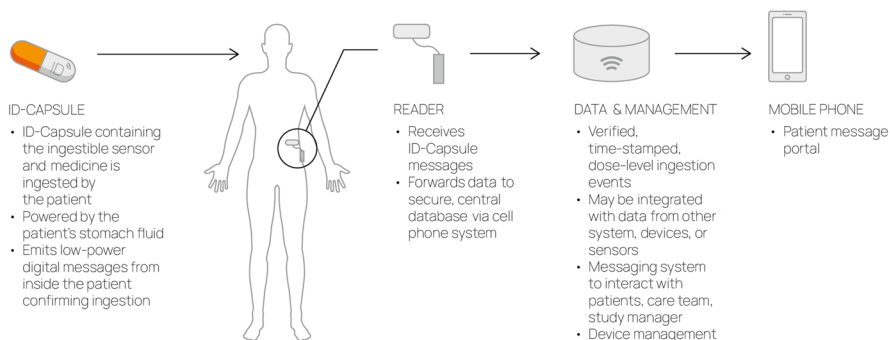 ID
ID-CAPSULE
• ID-Capsule containing
the ingestible sensor
and medicine is
ingested by
the patient
• Powered by the
patient's stomach fluid
• Emits low-power
digital messages from
inside the patient
confirming ingestion
READER
• Receives
ID-Capsule
messages
• Forwards data to
secure, central
database via cell
phone system
DATA & MANAGEMENT
• Verified,
time-stamped,
dose-level ingestion
events
• May be integrated
with data from other
system, devices, or
sensors
• Messaging system
to interact with
patients, care team,
study manager
• Device management
MOBILE PHONE
• Patient message
portal